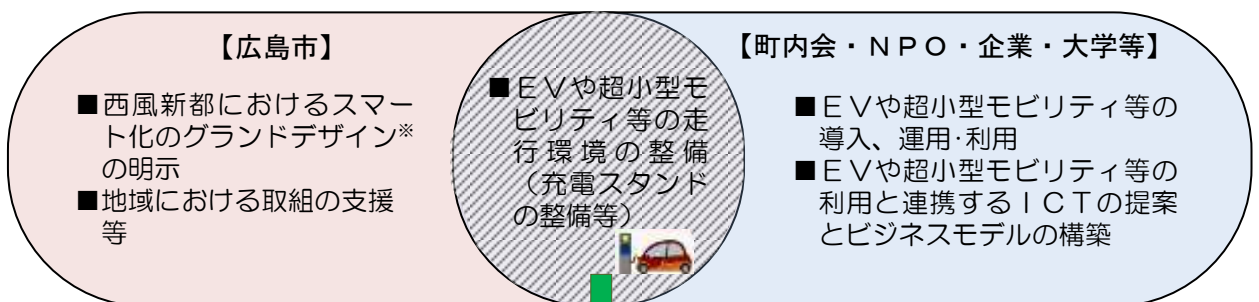 【広島市】
■西風新都におけるスマー
ト化のグランドデザイン※
の明示
■地域における取組の支援
等
■ＥＶや超小型モ
ビリティ等の走
行環境の整備
（充電スタンド
の整備等）
【町内会・ＮＰＯ・企業・大学等】
■ＥＶや超小型モビリティ等の
導入、運用･利用
■ＥＶや超小型モビリティ等の
利用と連携するＩＣＴの提案
とビジネスモデルの構築